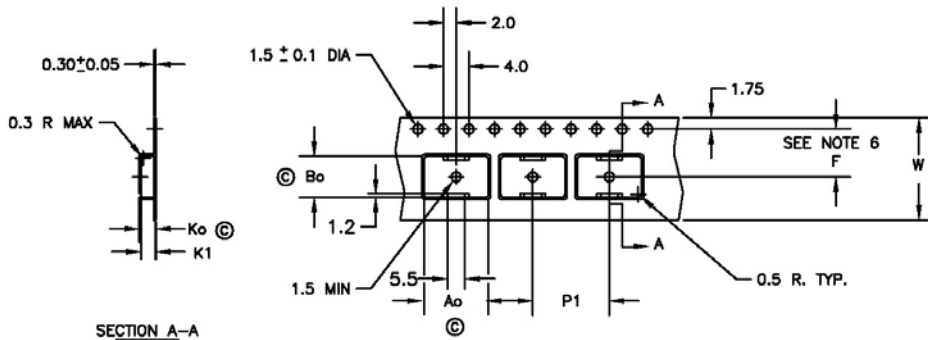 2.0
1.5 ± 0.1 DIA
4.0
0.30±0.05
A
1.75
0.3 R MAX
SEE NOTE 6
F
W
Ⓒ Bo
1.2
Ko Ⓒ
K1
A
5.5
1.5 MIN
Ao
Ⓒ
P1
0.5 R. TYP.
SECTION A-A